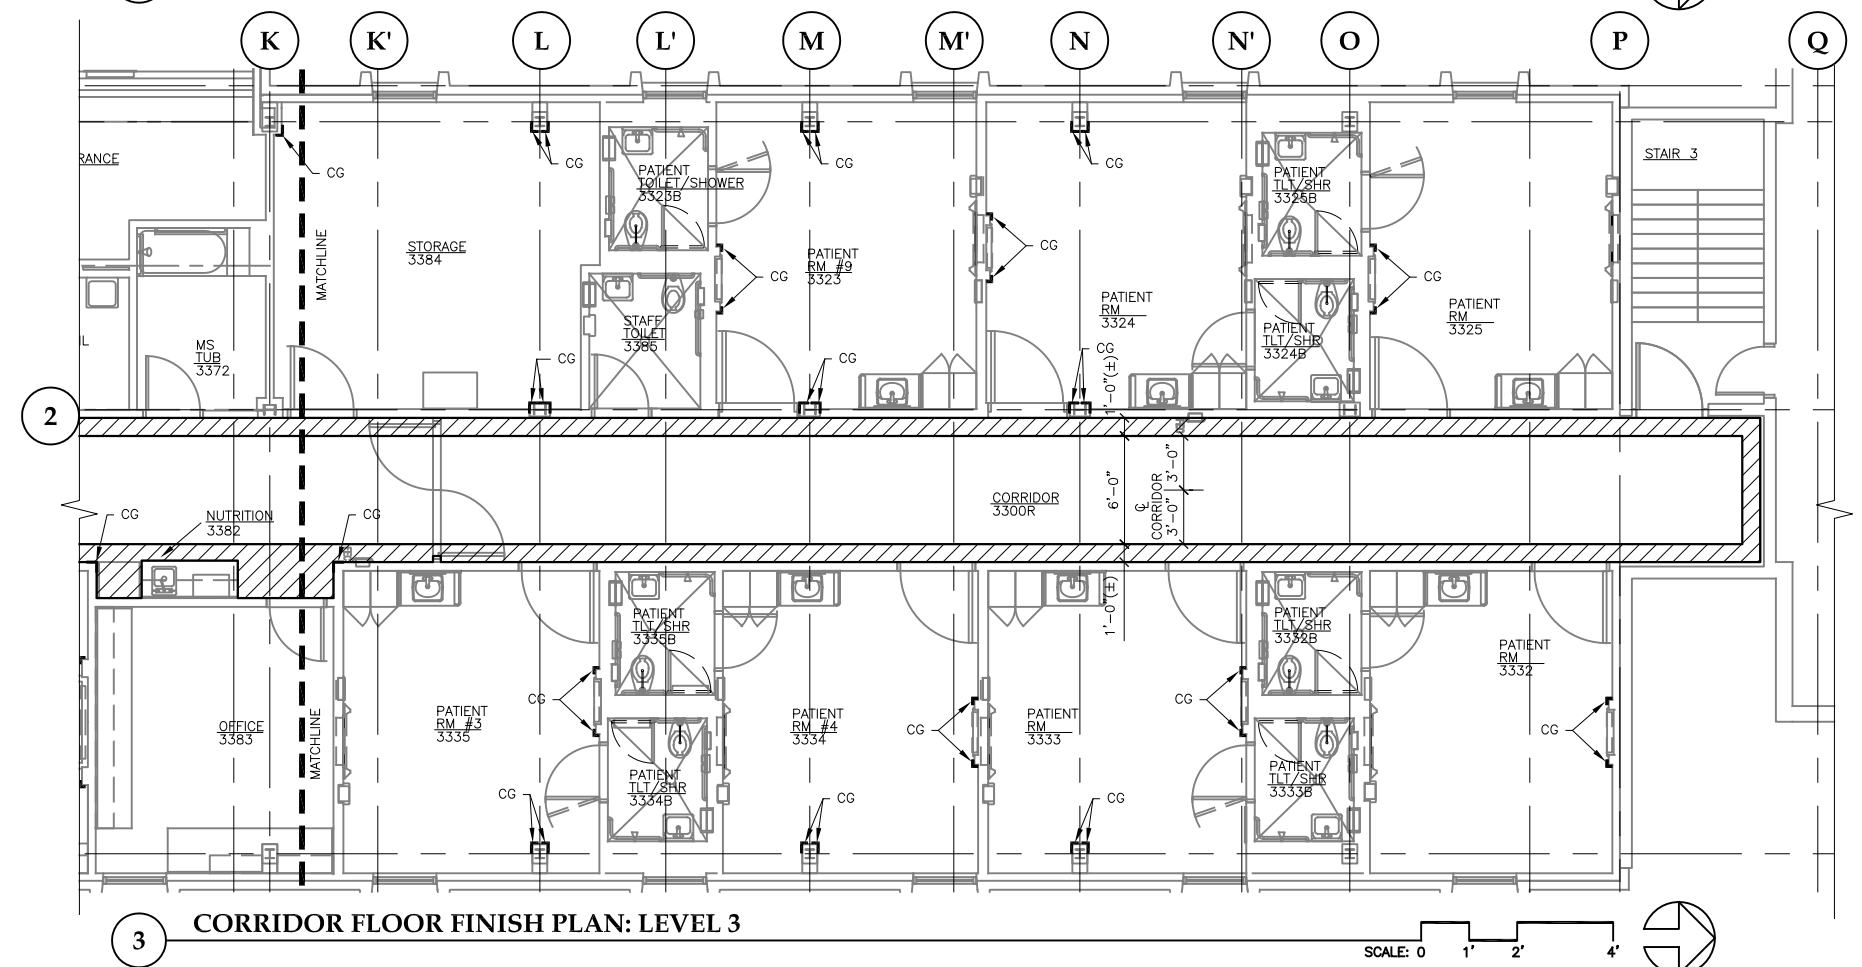 K K' L L' M M' N N' O P Q
CG
CG
CG
CG
RANCE
PATIENT
TOILET/SHOWER
3323B
PATIENT
TLT/SHR
3325B
STAIR 3
MATCHLINE
STORAGE
3384
CG
PATIENT
RM #9
3323
CG
CG
PATIENT
RM
3324
PATIENT
RM
3325
STAFF
TOILET
3385
PATIENT
TLT/SHR
3324B
L
MS
TUB
3372
CG
CG
CG
1'-0"(±)
2
CG
NUTRITION
3382
CG
CORRIDOR
3300R
6'-0"
℄
CORRIDOR
3'-0"
3'-0"
1'-0"(±)
PATIENT
TLT/SHR
3335B
PATIENT
TLT/SHR
3332B
PATIENT
RM
3332
CG
CG
CG
CG
OFFICE
3383
MATCHLINE
PATIENT
RM #3
3335
PATIENT
RM #4
3334
PATIENT
RM
3333
PATIENT
TLT/SHR
3334B
PATIENT
TLT/SHR
3333B
CG
CG
CG
3
CORRIDOR FLOOR FINISH PLAN: LEVEL 3
SCALE: 0 1' 2' 4'